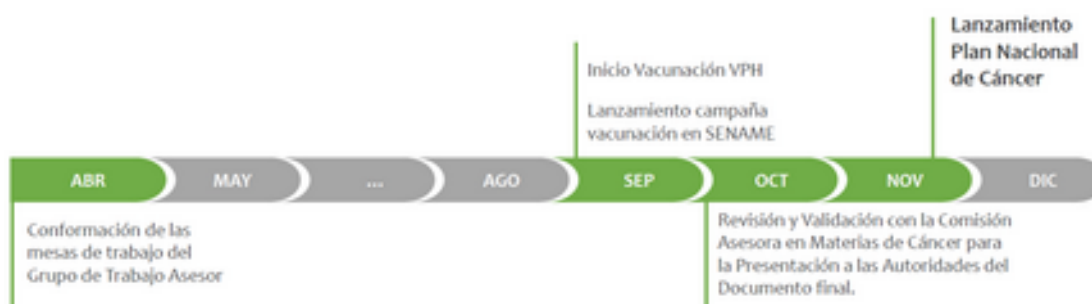 Lanzamiento
Plan Nacional
de Cáncer
Inicio Vacunación VPH
Lanzamiento campaña
vacunación en SENAME
ABR
MAY
...
AGO
SEP
OCT
NOV
DIC
Conformación de las
mesas de trabajo del
Grupo de Trabajo Asesor
Revisión y Validación con la Comisión
Asesora en Materias de Cáncer para
la Presentación a las Autoridades del
Documento final.